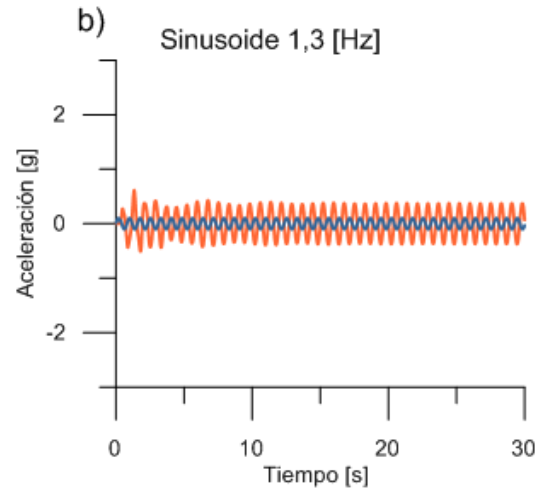 b)
Sinusoide 1,3 [Hz]
2
0
-2
Aceleración [g]
0
10
20
30
Tiempo [s]